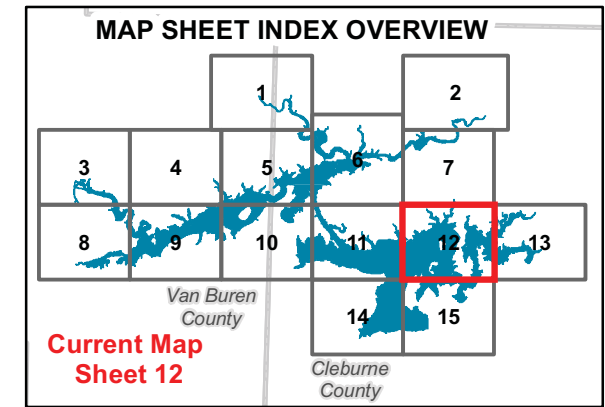 MAP SHEET INDEX OVERVIEW
1
2
3
4
5
6
7
8
9
10
11
12
13
Van Buren
County
14
15
Current Map
Sheet 12
Cleburne
County